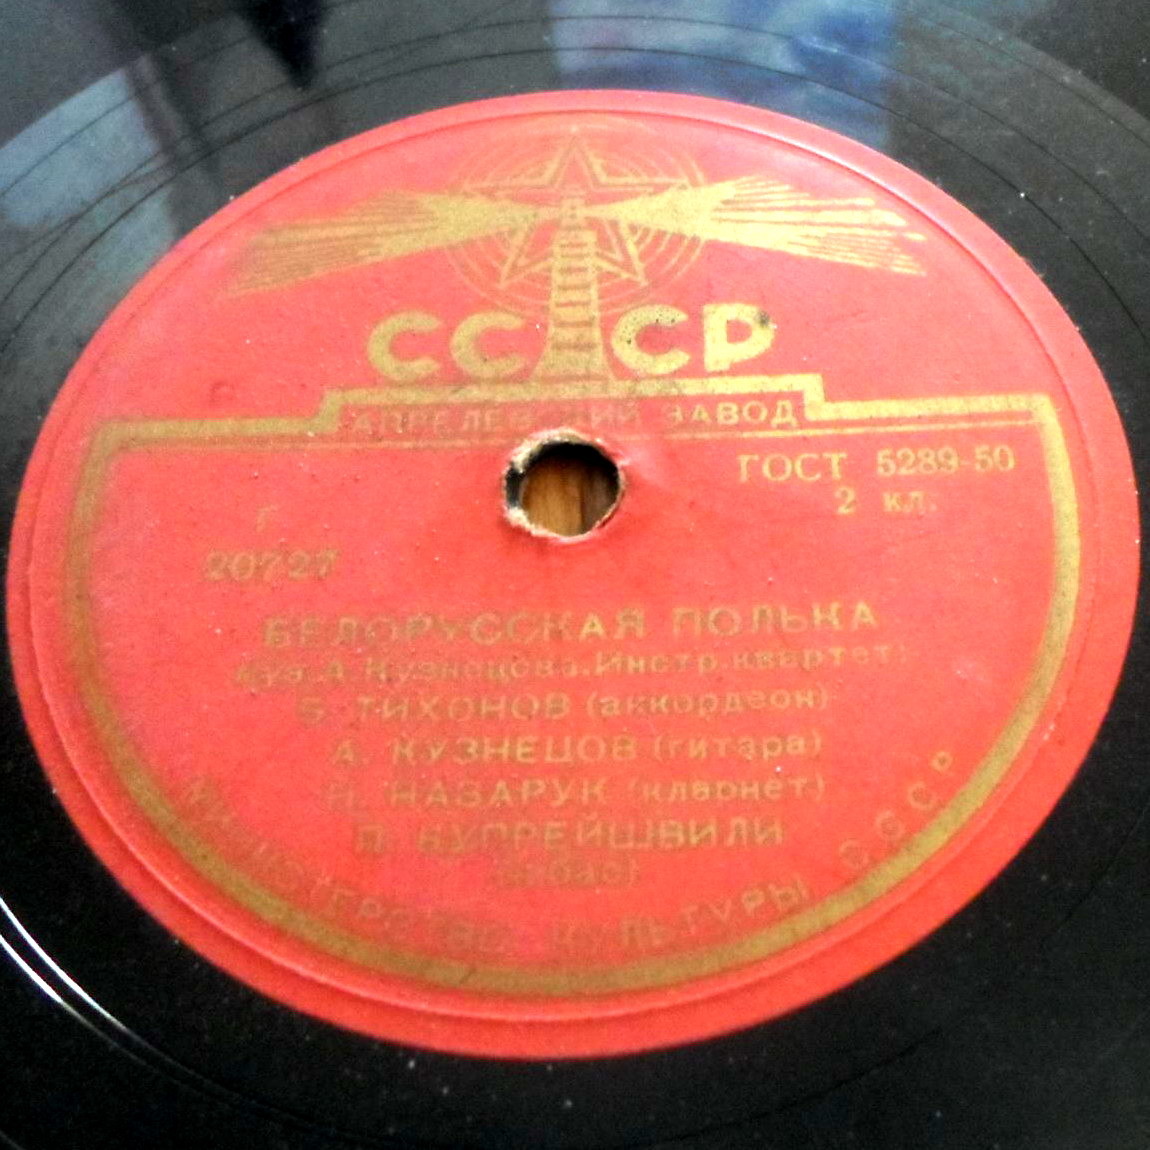 СССР
АПРЕЛЕВСКИЙ ЗАВОД
ГОСТ 5289-50
2 кл.
Г
20727
БЕЛОРУССКАЯ ПОЛЬКА
(муз. А. Кузнецова. Инстр. квартет)
Б. ТИХОНОВ (аккордеон)
А. КУЗНЕЦОВ (гитара)
Н. НАЗАРУК (кларнет)
КУПРЕЙШВИЛИ
МИНИСТЕРСТВО КУЛЬТУРЫ СССР